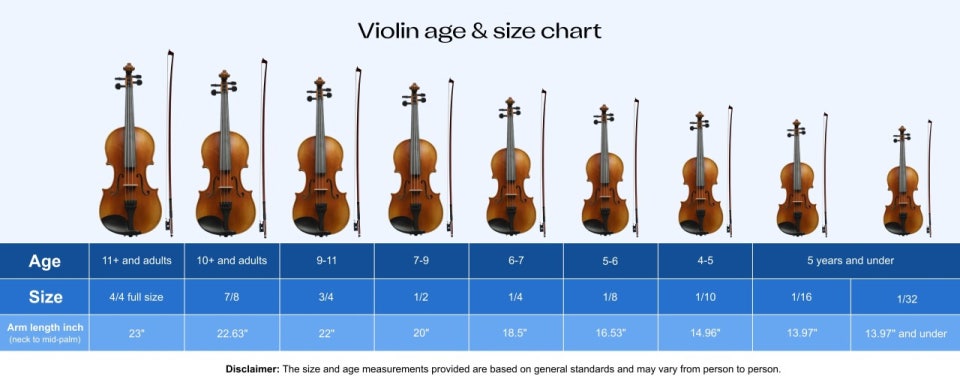 Violin age & size chart
Age 11+ and adults 10+ and adults 9-11 7-9 6-7 5-6 4-5 5 years and under
Size 4/4 full size 7/8 3/4 1/2 1/4 1/8 1/10 1/16 1/32
Arm length inch
(neck to mid-palm) 23" 22.63" 22" 20" 18.5" 16.53" 14.96" 13.97" 13.97" and under
Disclaimer: The size and age measurements provided are based on general standards and may vary from person to person.